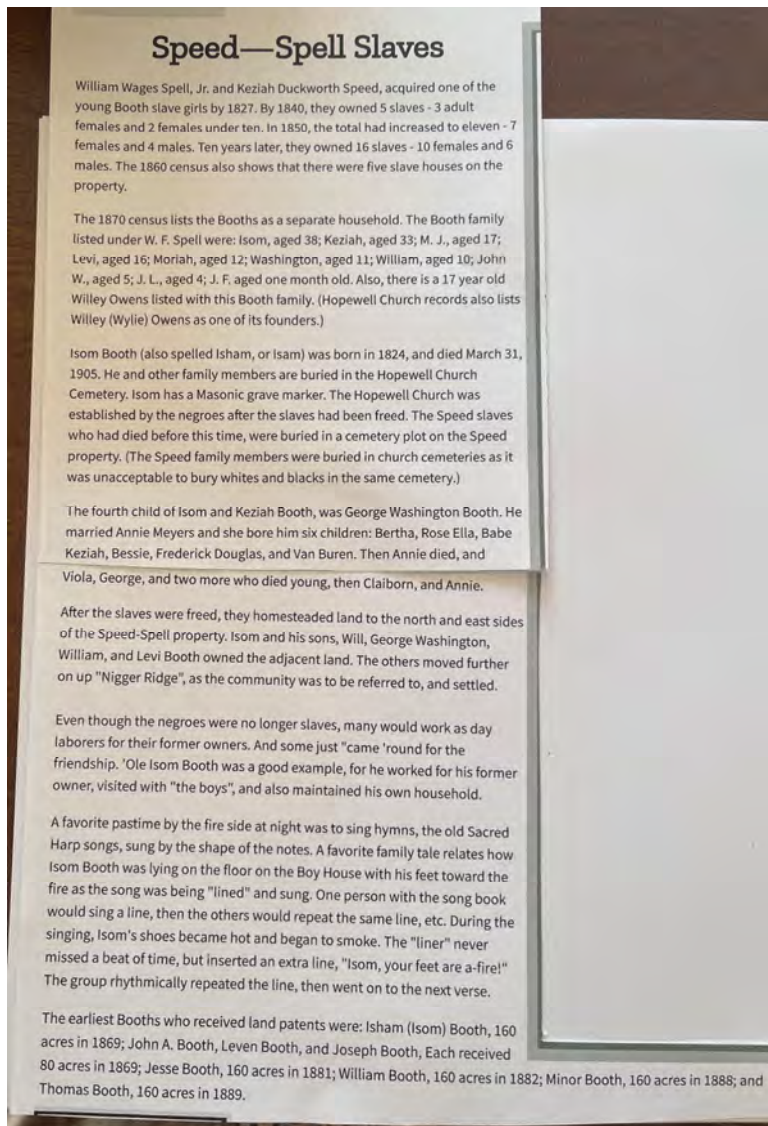 Speed—Spell Slaves
William Wages Spell, Jr. and Keziah Duckworth Speed, acquired one of the
young Booth slave girls by 1827. By 1840, they owned 5 slaves - 3 adult
females and 2 females under ten. In 1850, the total had increased to eleven - 7
females and 4 males. Ten years later, they owned 16 slaves - 10 females and 6
males. The 1860 census also shows that there were five slave houses on the
property.
The 1870 census lists the Booths as a separate household. The Booth family
listed under W. F. Spell were: Isom, aged 38; Keziah, aged 33; M. J., aged 17;
Levi, aged 16; Moriah, aged 12; Washington, aged 11; William, aged 10; John
W., aged 5; J. L., aged 4; J. F. aged one month old. Also, there is a 17 year old
Willey Owens listed with this Booth family. (Hopewell Church records also lists
Willey (Wylie) Owens as one of its founders.)
Isom Booth (also spelled Isham, or Isam) was born in 1824, and died March 31,
1905. He and other family members are buried in the Hopewell Church
Cemetery. Isom has a Masonic grave marker. The Hopewell Church was
established by the negroes after the slaves had been freed. The Speed slaves
who had died before this time, were buried in a cemetery plot on the Speed
property. (The Speed family members were buried in church cemeteries as it
was unacceptable to bury whites and blacks in the same cemetery.)
The fourth child of Isom and Keziah Booth, was George Washington Booth. He
married Annie Meyers and she bore him six children: Bertha, Rose Ella, Babe
Keziah, Bessie, Frederick Douglas, and Van Buren. Then Annie died, and
Viola, George, and two more who died young, then Claiborn, and Annie.
After the slaves were freed, they homesteaded land to the north and east sides
of the Speed-Spell property. Isom and his sons, Will, George Washington,
William, and Levi Booth owned the adjacent land. The others moved further
on up "Nigger Ridge", as the community was to be referred to, and settled.
Even though the negroes were no longer slaves, many would work as day
laborers for their former owners. And some just "came 'round for the
friendship. 'Ole Isom Booth was a good example, for he worked for his former
owner, visited with "the boys", and also maintained his own household.
A favorite pastime by the fire side at night was to sing hymns, the old Sacred
Harp songs, sung by the shape of the notes. A favorite family tale relates how
Isom Booth was lying on the floor on the Boy House with his feet toward the
fire as the song was being "lined" and sung. One person with the song book
would sing a line, then the others would repeat the same line, etc. During the
singing, Isom's shoes became hot and began to smoke. The "liner" never
missed a beat of time, but inserted an extra line, "Isom, your feet are a-fire!"
The group rhythmically repeated the line, then went on to the next verse.
The earliest Booths who received land patents were: Isham (Isom) Booth, 160
acres in 1869; John A. Booth, Leven Booth, and Joseph Booth, Each received
80 acres in 1869; Jesse Booth, 160 acres in 1881; William Booth, 160 acres in 1882; Minor Booth, 160 acres in 1888; and
Thomas Booth, 160 acres in 1889.